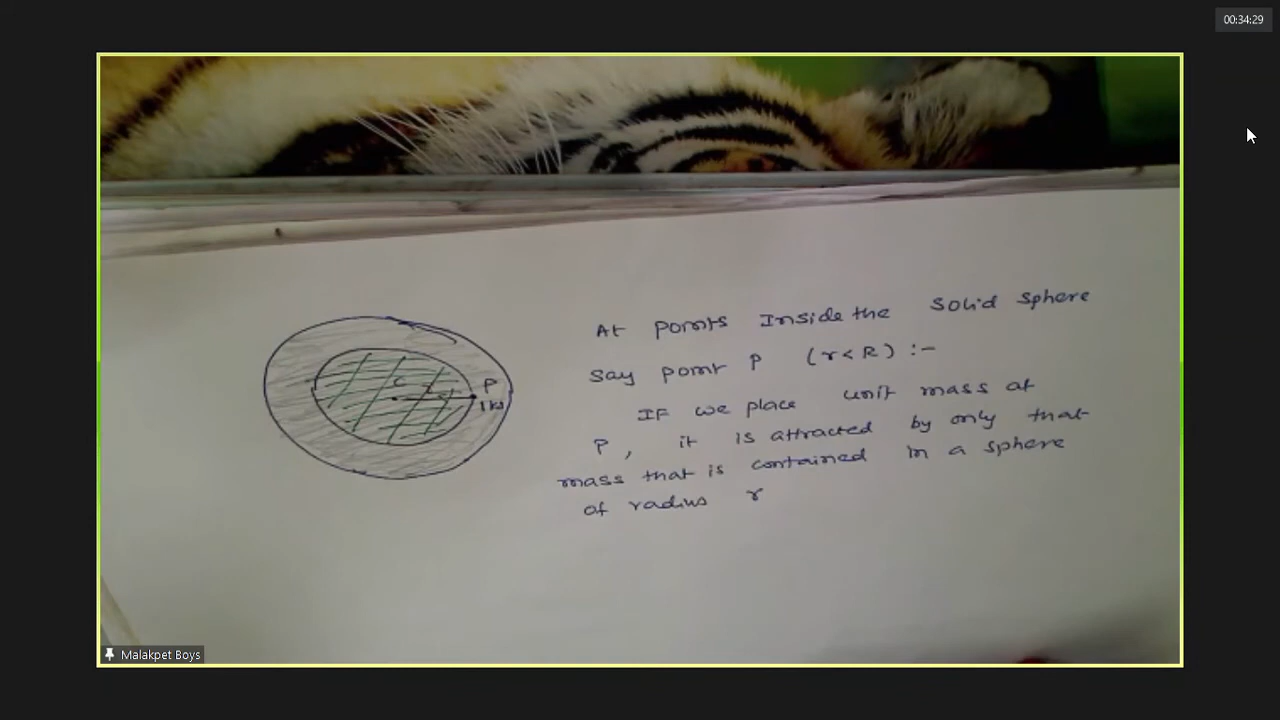 00:34:29
At points Inside the Solid Sphere
Say point P (r<R) :-
IF we place unit mass at
P, it is attracted by only that
mass that is contained in a sphere
of radius r
C
r
P
1kg
Malakpet Boys